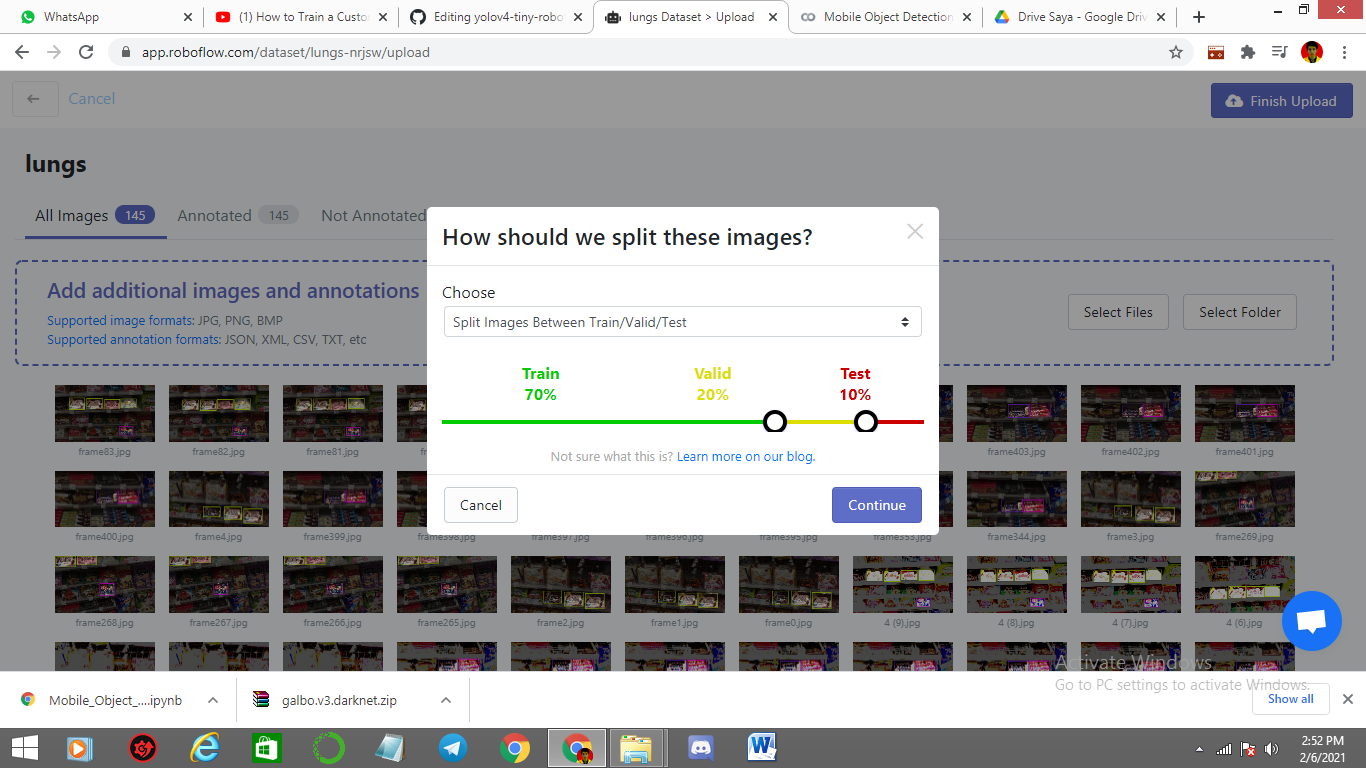 WhatsApp
(1) How to Train a Custo
Editing yolov4-tiny-robo
lungs Dataset > Upload
Mobile Object Detection
Drive Saya - Google Driv
app.roboflow.com/dataset/lungs-nrjsw/upload
Cancel
Finish Upload
lungs
All Images 145
Annotated 145
Not Annotated
How should we split these images?
Add additional images and annotations
Supported image formats: JPG, PNG, BMP
Supported annotation formats: JSON, XML, CSV, TXT, etc
Choose
Split Images Between Train/Valid/Test
Select Files
Select Folder
Train
70%
Valid
20%
Test
10%
Not sure what this is? Learn more on our blog.
Cancel
Continue
frame83.jpg
frame82.jpg
frame81.jpg
frame403.jpg
frame402.jpg
frame401.jpg
frame400.jpg
frame4.jpg
frame399.jpg
frame398.jpg
frame397.jpg
frame396.jpg
frame395.jpg
frame353.jpg
frame344.jpg
frame3.jpg
frame269.jpg
frame268.jpg
frame267.jpg
frame266.jpg
frame265.jpg
frame2.jpg
frame1.jpg
frame0.jpg
4 (9).jpg
4 (8).jpg
4 (7).jpg
4 (6).jpg
Activate Windows
Go to PC settings to activate Windows.
Mobile_Object_....ipynb
galbo.v3.darknet.zip
Show all
2:52 PM
2/6/2021